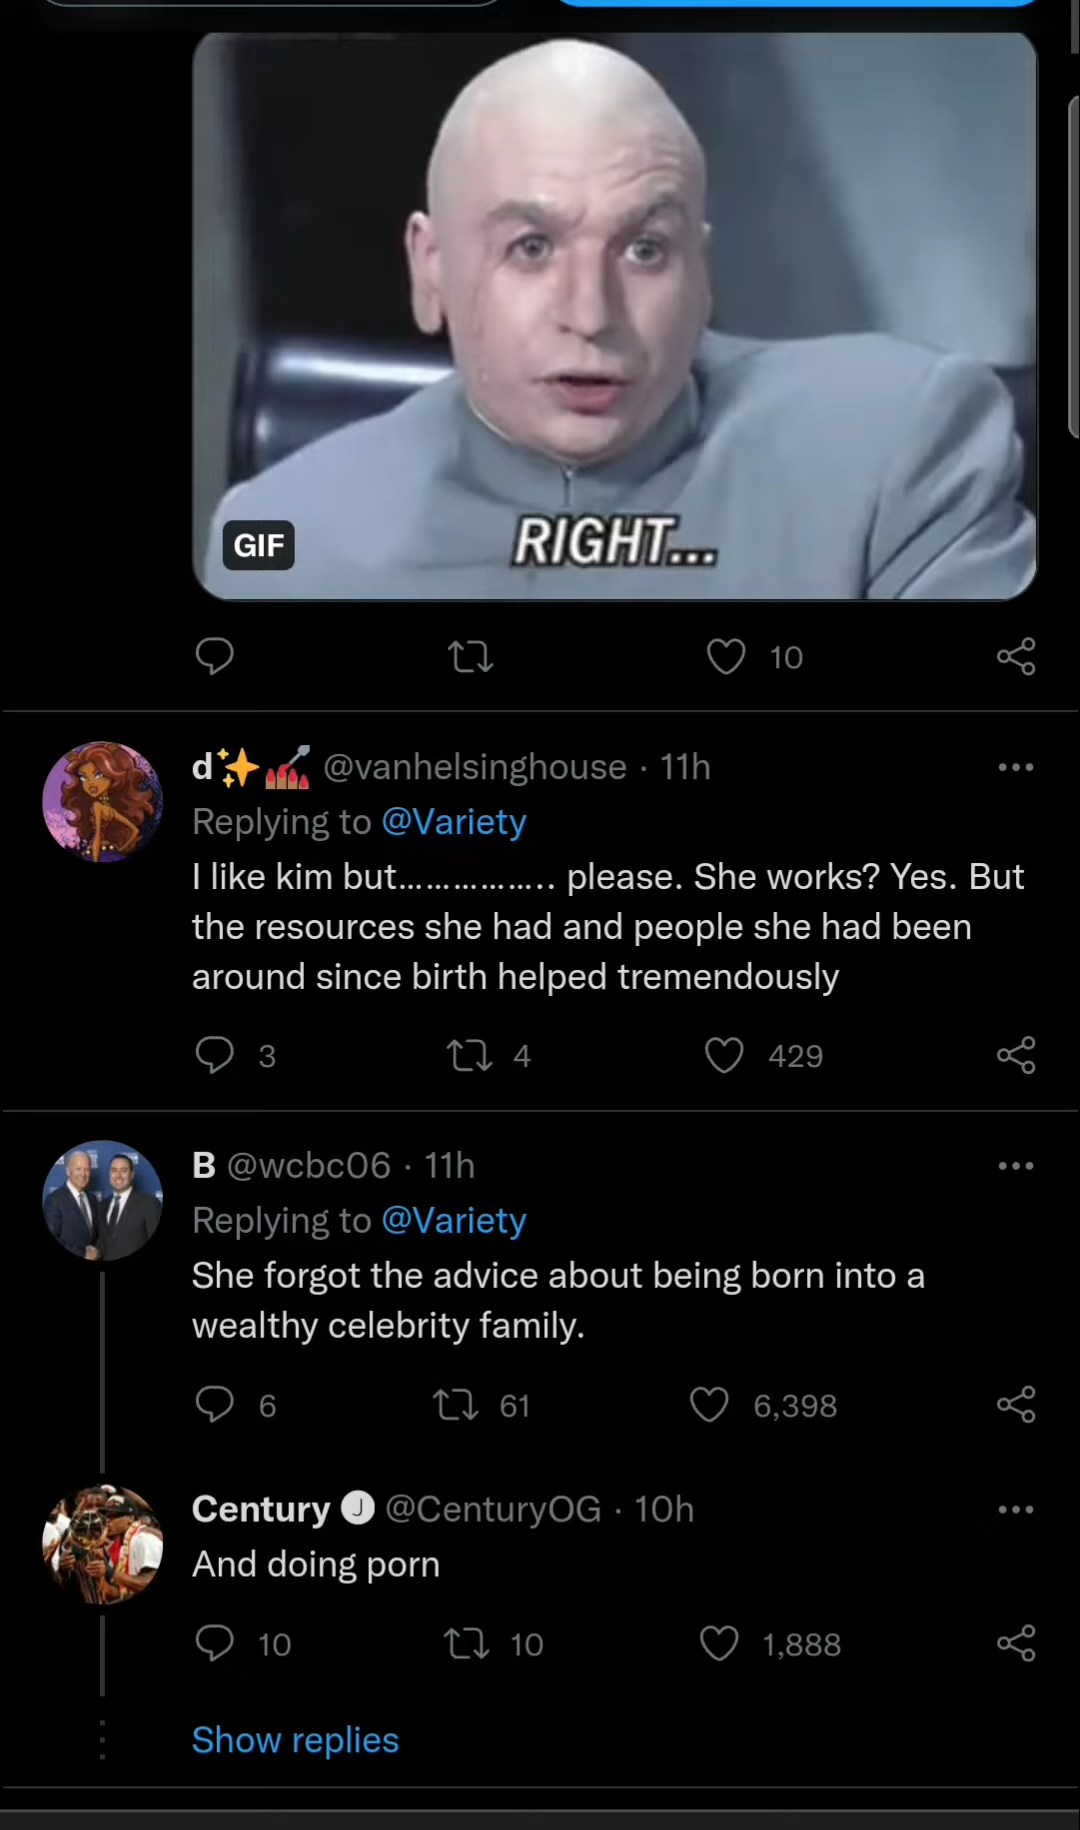 RIGHT...
GIF
10
d✨💅 @vanhelsinghouse · 11h
Replying to @Variety
I like kim but................ please. She works? Yes. But
the resources she had and people she had been
around since birth helped tremendously
3 4 429
B @wcbc06 · 11h
Replying to @Variety
She forgot the advice about being born into a
wealthy celebrity family.
6 61 6,398
Century J @CenturyOG · 10h
And doing porn
10 10 1,888
Show replies